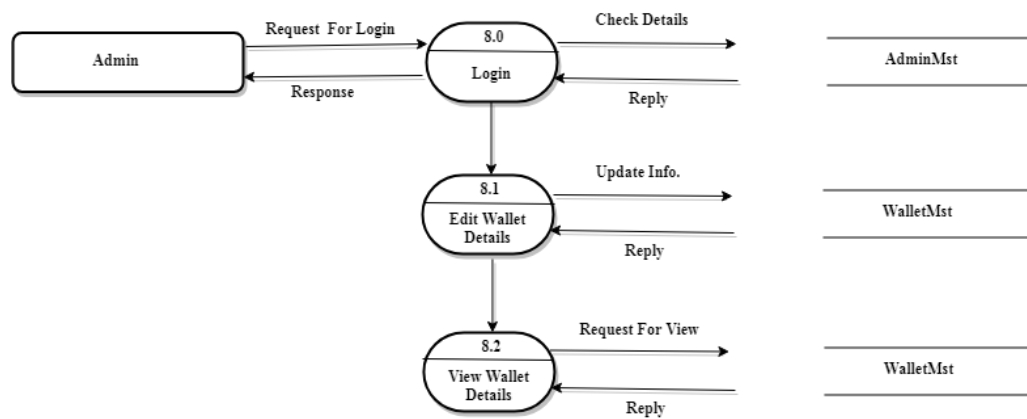 Request For Login
Check Details
8.0
Admin
Login
AdminMst
Response
Reply
8.1
Update Info.
Edit Wallet
Details
WalletMst
Reply
8.2
Request For View
View Wallet
Details
WalletMst
Reply